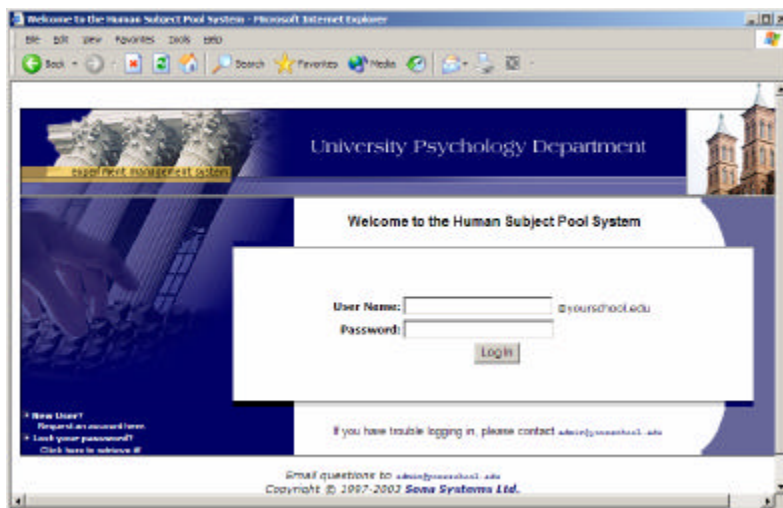 Welcome to the Human Subject Pool System - Microsoft Internet Explorer
File Edit View Favorites Tools Help
Back Search Favorites Media
University Psychology Department
experiment management system
Welcome to the Human Subject Pool System
User Name: @yourschool.edu
Password:
Log In
New User?
Request an account here.
Lost your password?
Click here to retrieve it!
If you have trouble logging in, please contact admin@yourschool.edu
Email questions to admin@yourschool.edu
Copyright © 1997-2003 Sona Systems Ltd.